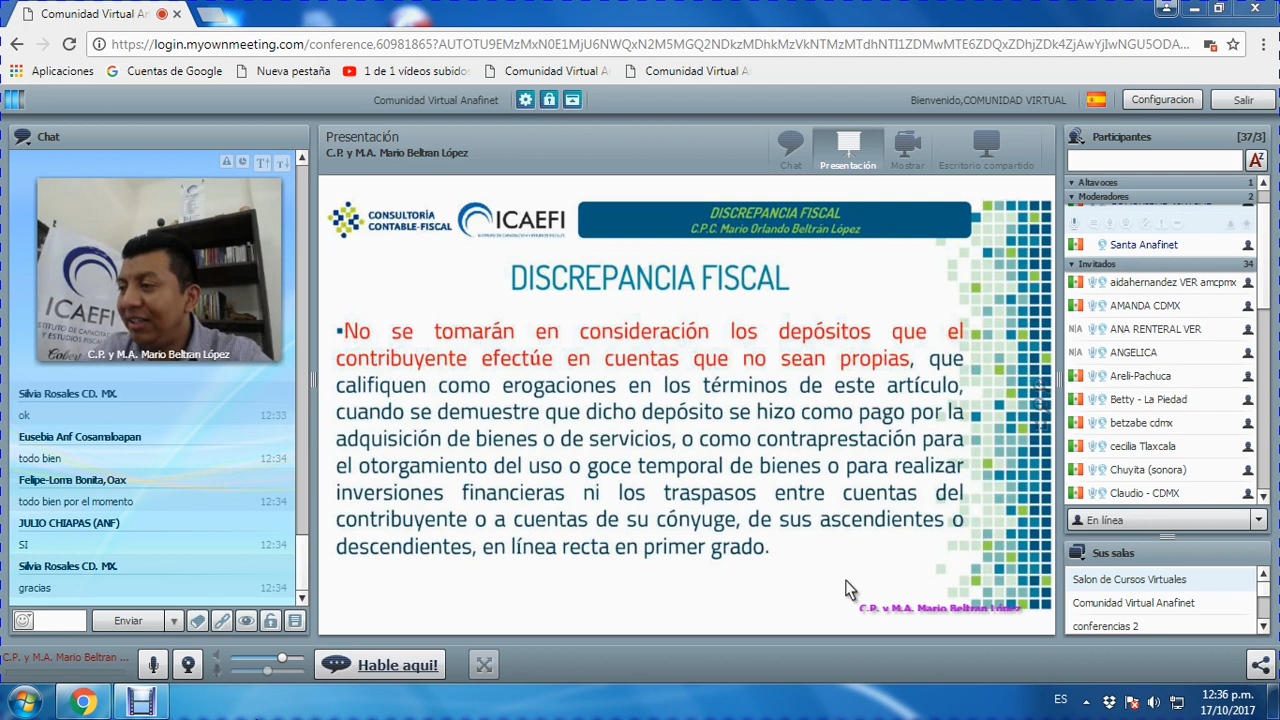 Comunidad Virtual An
https://login.myownmeeting.com/conference,60981865?AUTOTU9EMzMxN0E1MjU6NWQxN2M5MGQ2NDkzMDhkMzVkNTMzMTdhNTI1ZDMwMTE6ZDQxZDhjZDk4ZjAwYjIwNGU5ODA...
Aplicaciones
Cuentas de Google
Nueva pestaña
1 de 1 vídeos subidos
Comunidad Virtual A
Comunidad Virtual A
Comunidad Virtual Anafinet
Bienvenido,COMUNIDAD VIRTUAL
Configuracion
Salir
Chat
ICAEFI
C.P. y M.A. Mario Beltran López
Silvia Rosales CD. MX.
ok 12:33
Eusebia Anf Cosamaloapan
todo bien 12:34
Felipe-Loma Bonita,Oax
todo bien por el momento 12:34
JULIO CHIAPAS (ANF)
SI 12:34
Silvia Rosales CD. MX.
gracias 12:34
Enviar
Presentación
C.P. y M.A. Mario Beltran López
Chat
Presentación
Mostrar
Escritorio compartido
CONSULTORÍA
CONTABLE-FISCAL
ICAEFI
DISCREPANCIA FISCAL
C.P.C. Mario Orlando Beltrán López
DISCREPANCIA FISCAL
▪No se tomarán en consideración los depósitos que el
contribuyente efectúe en cuentas que no sean propias, que
califiquen como erogaciones en los términos de este artículo,
cuando se demuestre que dicho depósito se hizo como pago por la
adquisición de bienes o de servicios, o como contraprestación para
el otorgamiento del uso o goce temporal de bienes o para realizar
inversiones financieras ni los traspasos entre cuentas del
contribuyente o a cuentas de su cónyuge, de sus ascendientes o
descendientes, en línea recta en primer grado.
C.P. y M.A. Mario Beltran López
Participantes [37/3]
Altavoces 1
Moderadores 2
Santa Anafinet
Invitados 34
aidahernandez VER amcpmx
AMANDA CDMX
N/A ANA RENTERAL VER
N/A ANGELICA
Areli-Pachuca
Betty - La Piedad
betzabe cdmx
cecilia Tlaxcala
Chuyita (sonora)
Claudio - CDMX
En línea
Sus salas
Salon de Cursos Virtuales
Comunidad Virtual Anafinet
conferencias 2
C.P. y M.A. Mario Beltran ...
Hable aqui!
ES
12:36 p.m.
17/10/2017